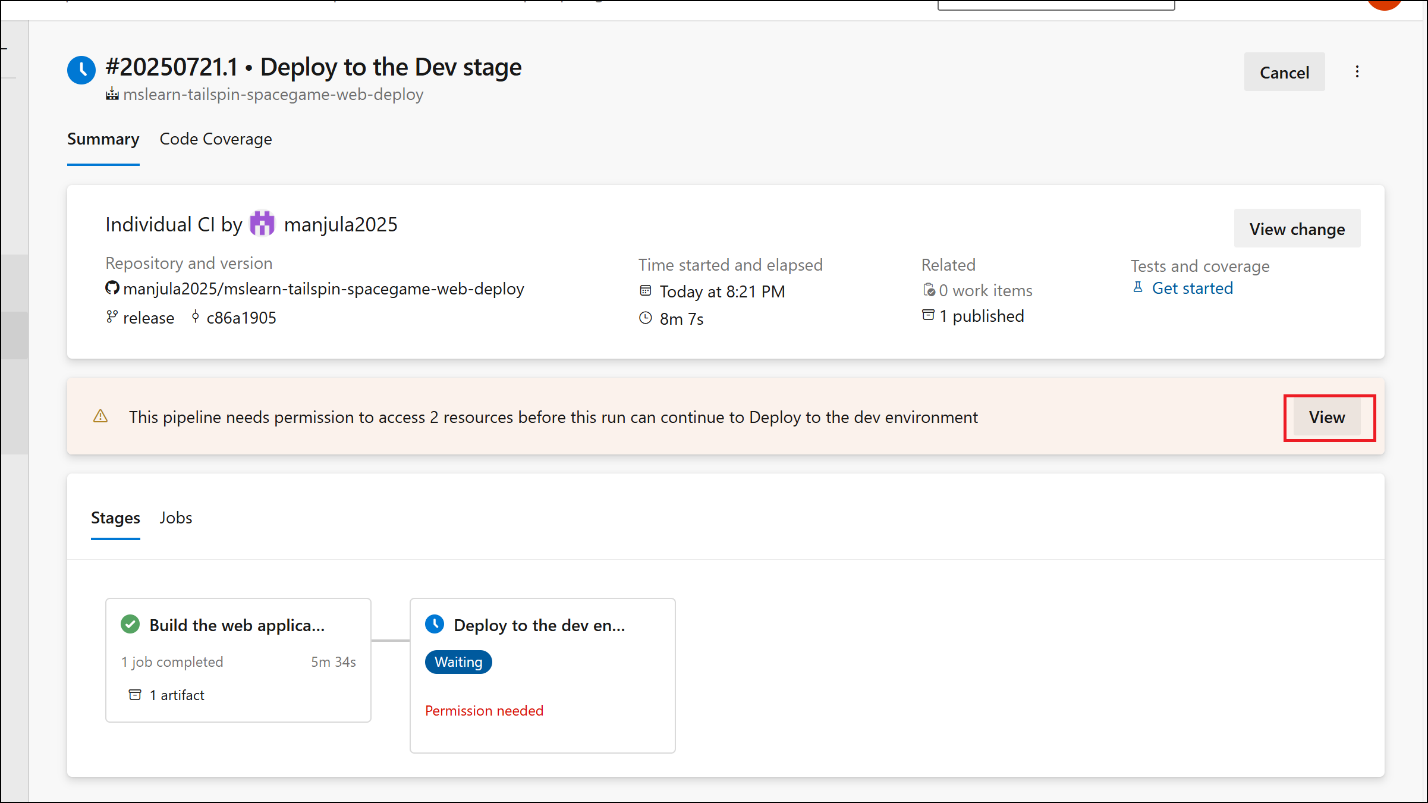 #20250721.1 • Deploy to the Dev stage
Cancel
mslearn-tailspin-spacegame-web-deploy
Summary
Code Coverage
Individual CI by manjula2025
View change
Repository and version
Time started and elapsed
Related
Tests and coverage
manjula2025/mslearn-tailspin-spacegame-web-deploy
Today at 8:21 PM
0 work items
Get started
release c86a1905
8m 7s
1 published
This pipeline needs permission to access 2 resources before this run can continue to Deploy to the dev environment
View
Stages
Jobs
Build the web applica...
1 job completed 5m 34s
1 artifact
Deploy to the dev en...
Waiting
Permission needed